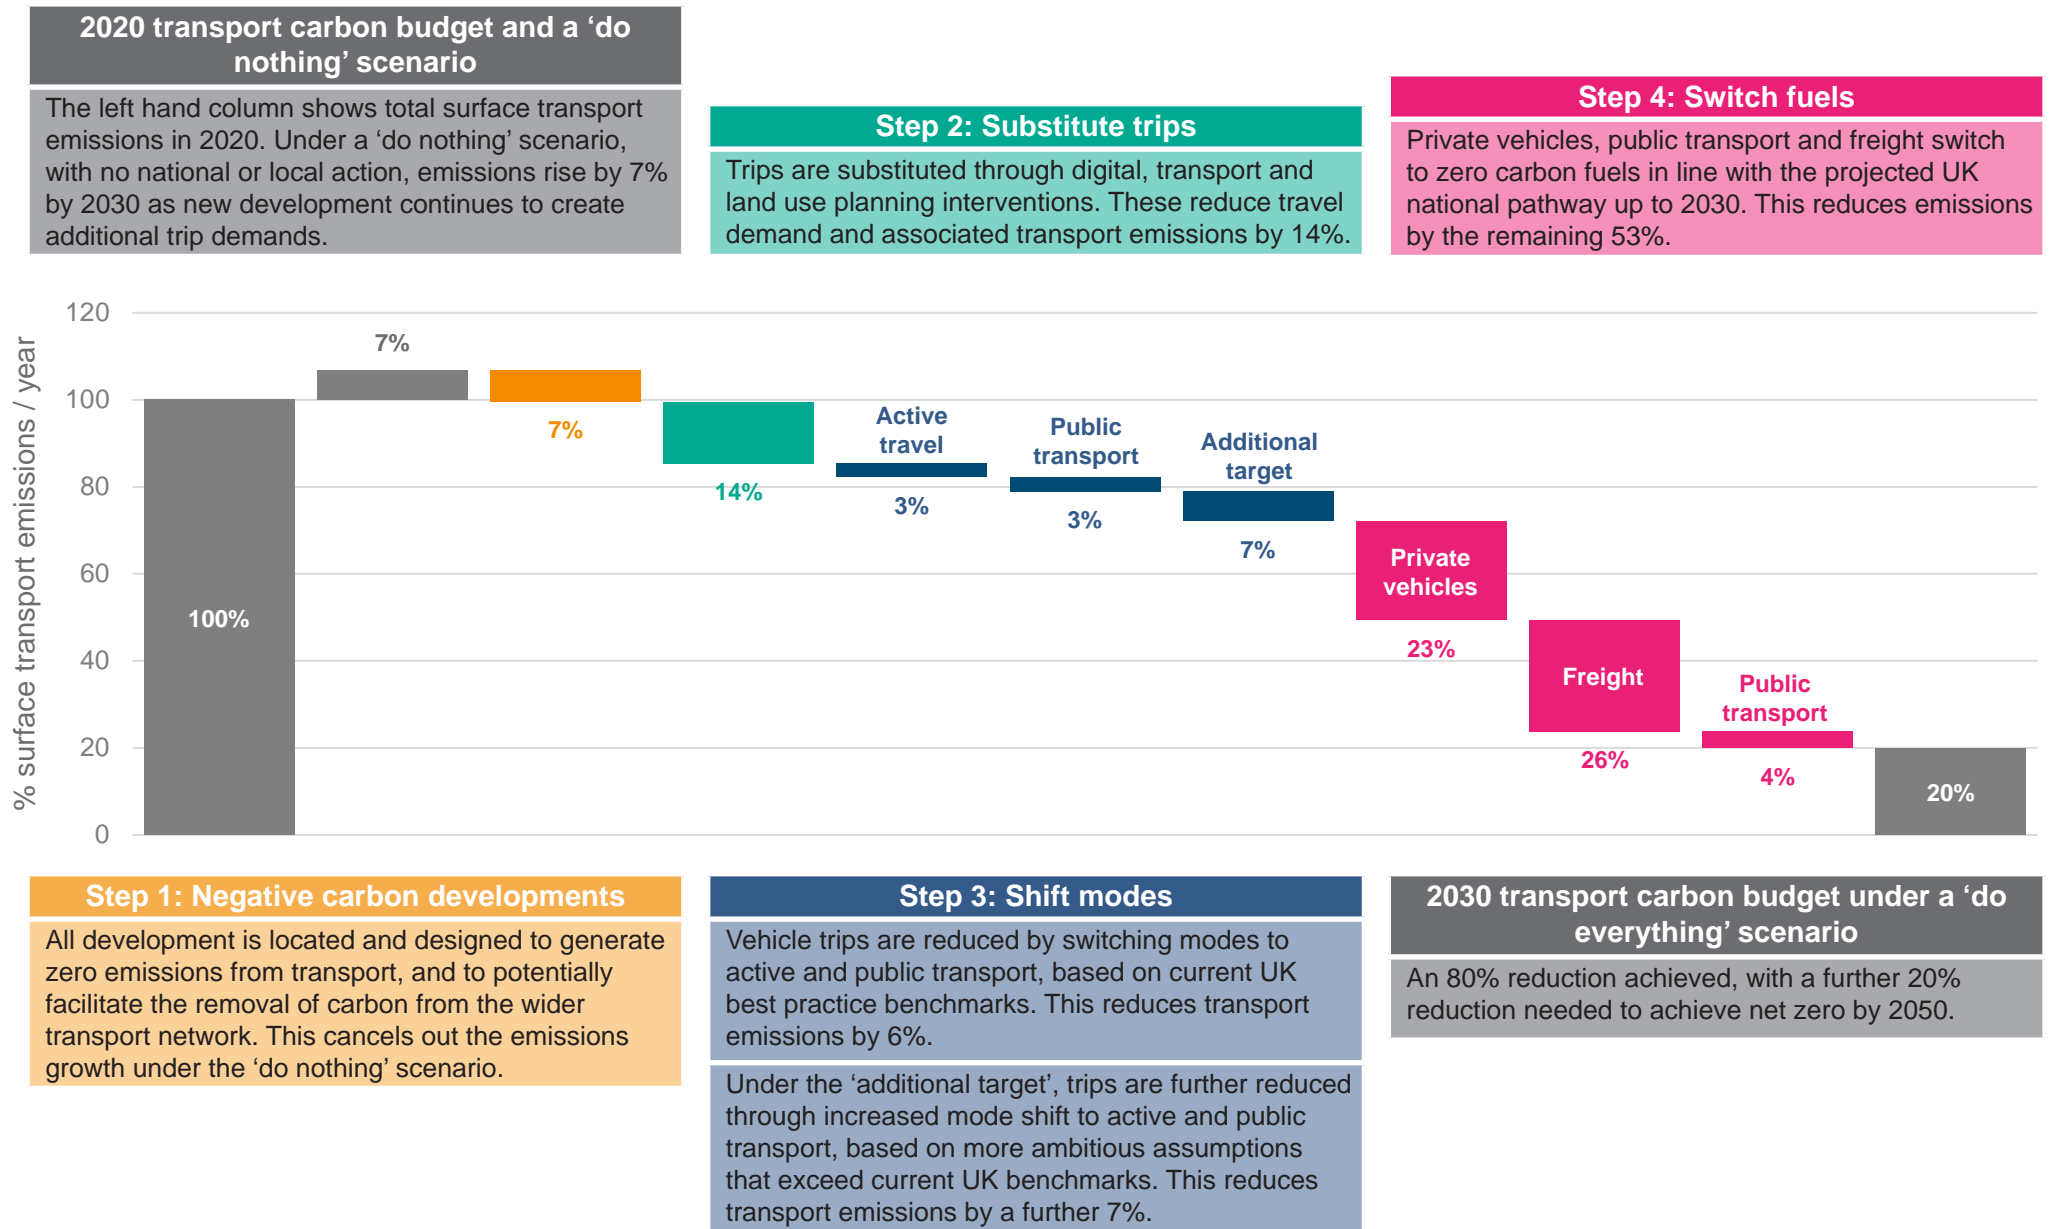 2020 transport carbon budget and a ‘do
nothing’ scenario
The left hand column shows total surface transport
emissions in 2020. Under a ‘do nothing’ scenario,
with no national or local action, emissions rise by 7%
by 2030 as new development continues to create
additional trip demands.
Step 2: Substitute trips
Trips are substituted through digital, transport and
land use planning interventions. These reduce travel
demand and associated transport emissions by 14%.
Step 4: Switch fuels
Private vehicles, public transport and freight switch
to zero carbon fuels in line with the projected UK
national pathway up to 2030. This reduces emissions
by the remaining 53%.
% surface transport emissions / year
120
100
80
60
40
20
0
100%
7%
7%
14%
Active
travel
3%
Public
transport
3%
Additional
target
7%
Private
vehicles
23%
Freight
26%
Public
transport
4%
20%
Step 1: Negative carbon developments
All development is located and designed to generate
zero emissions from transport, and to potentially
facilitate the removal of carbon from the wider
transport network. This cancels out the emissions
growth under the ‘do nothing’ scenario.
Step 3: Shift modes
Vehicle trips are reduced by switching modes to
active and public transport, based on current UK
best practice benchmarks. This reduces transport
emissions by 6%.
Under the ‘additional target’, trips are further reduced
through increased mode shift to active and public
transport, based on more ambitious assumptions
that exceed current UK benchmarks. This reduces
transport emissions by a further 7%.
2030 transport carbon budget under a ‘do
everything’ scenario
An 80% reduction achieved, with a further 20%
reduction needed to achieve net zero by 2050.